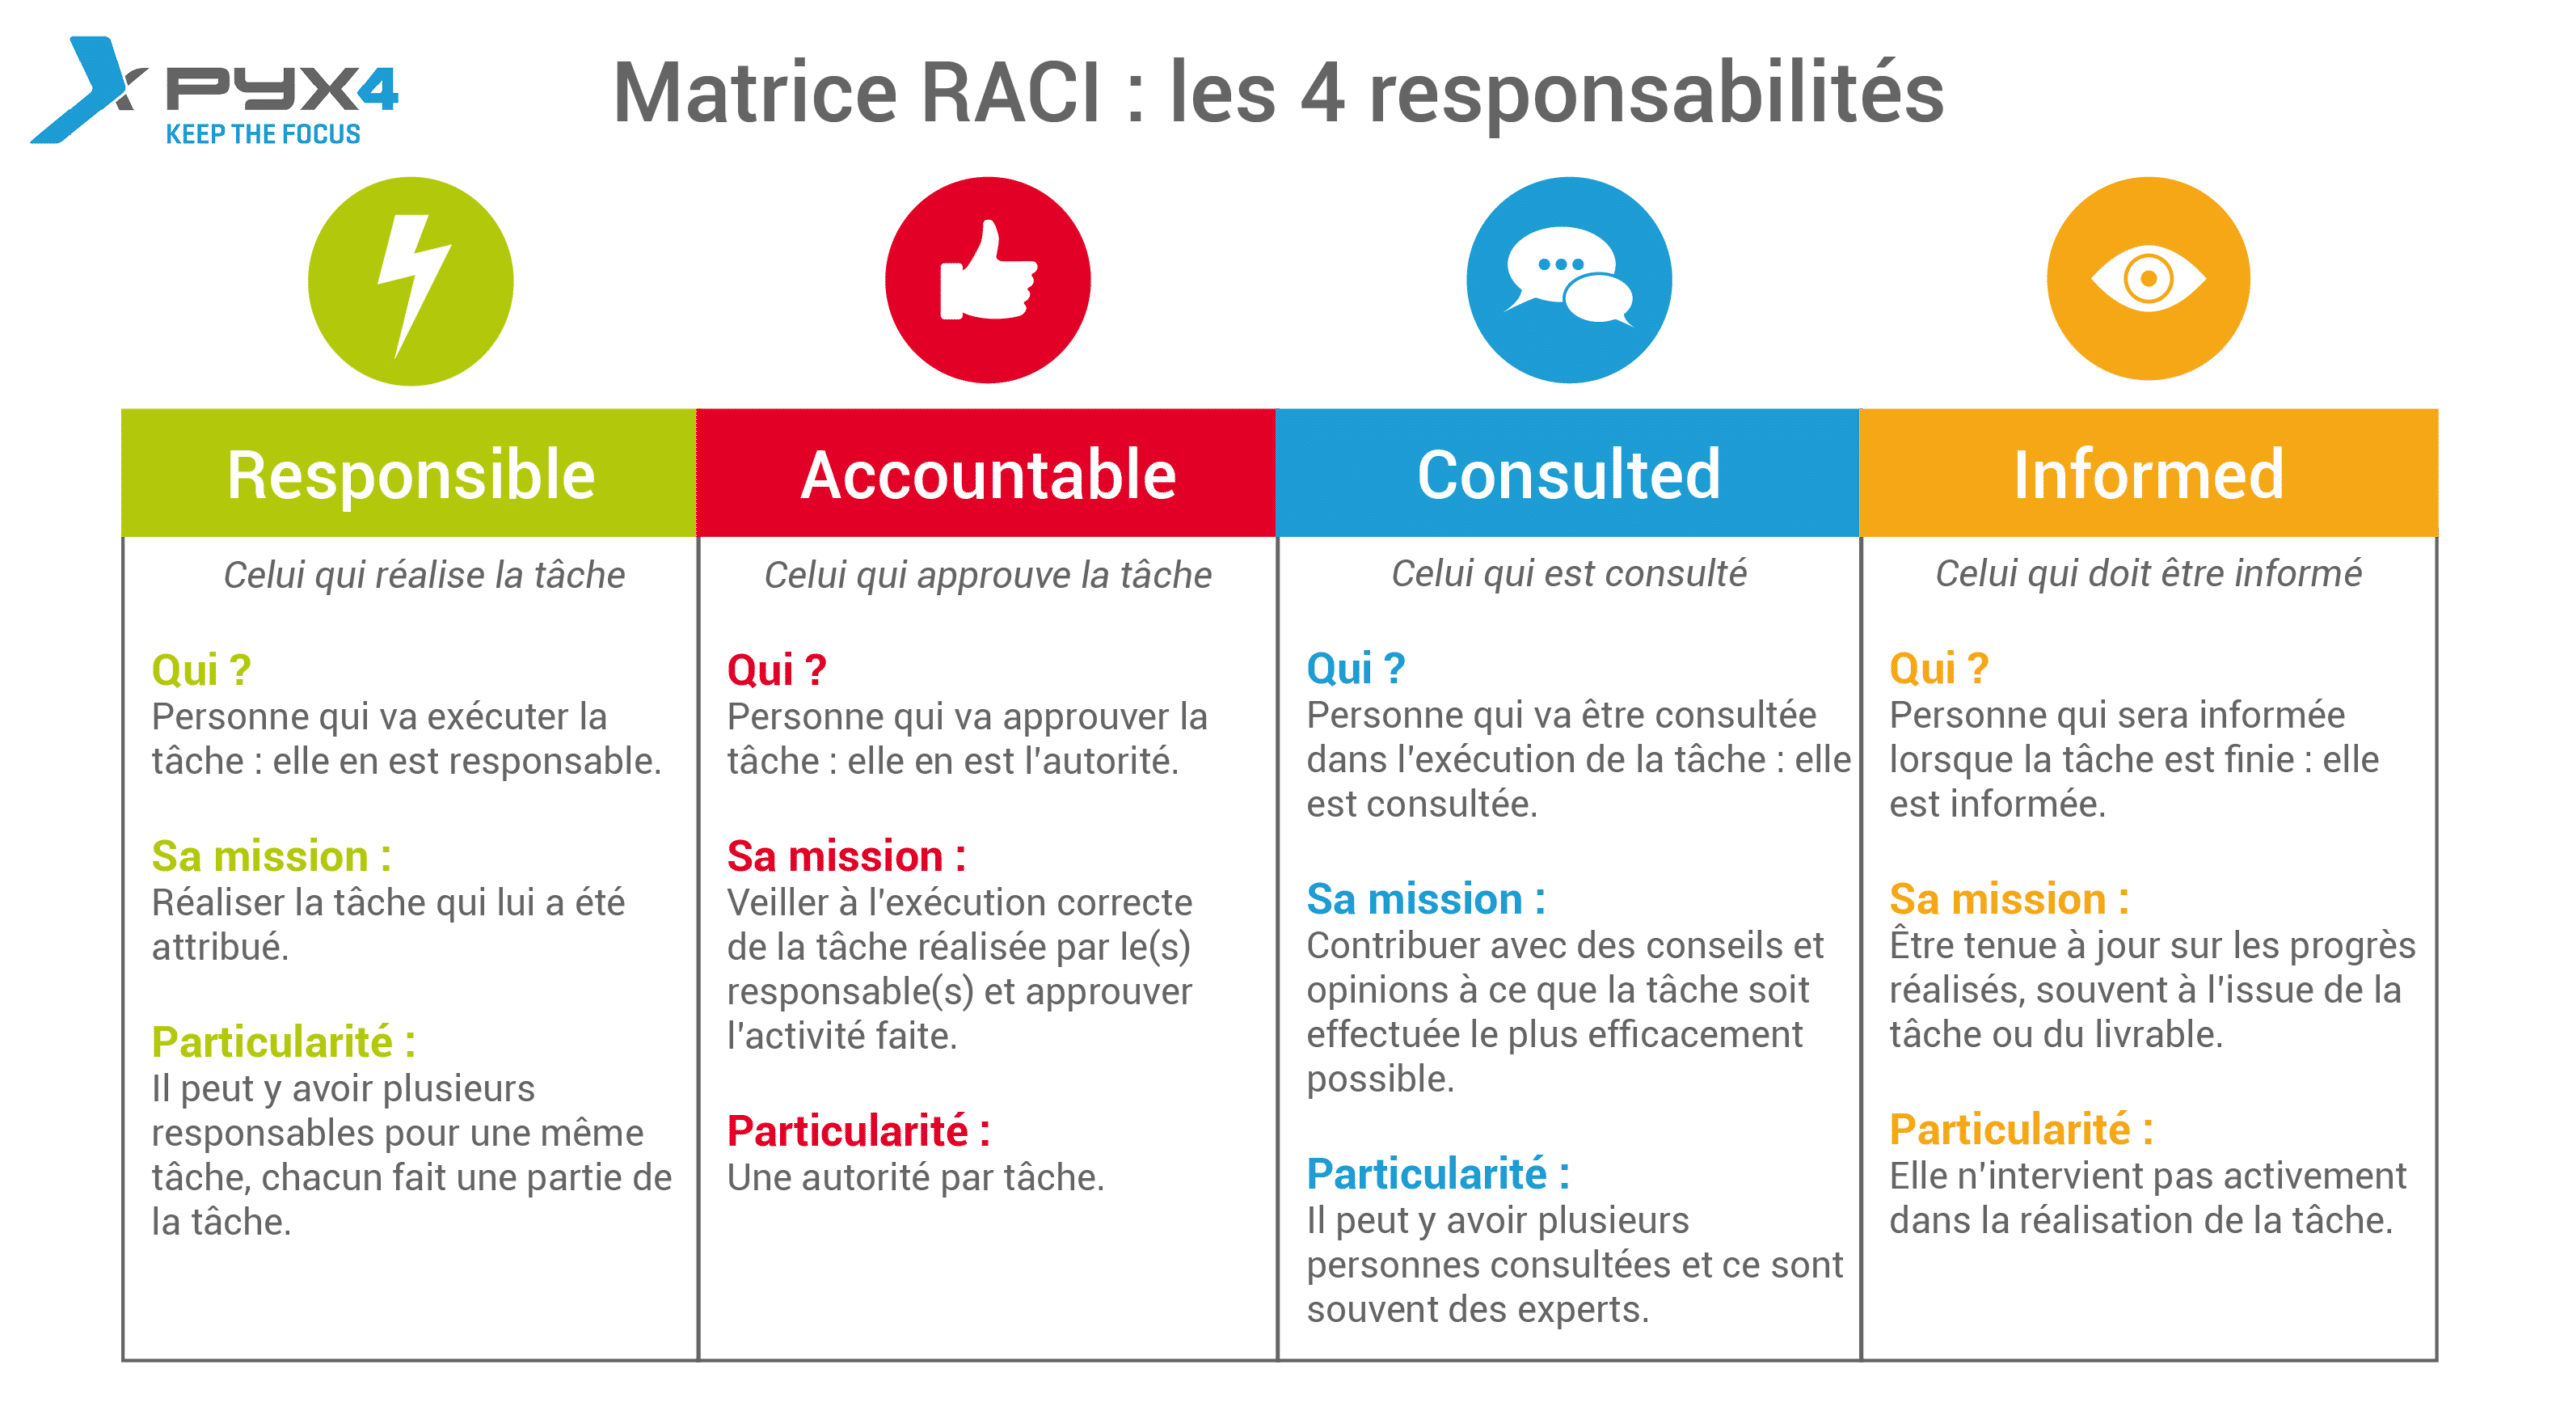 PYX4
KEEP THE FOCUS
Matrice RACI : les 4 responsabilités
Responsible
Celui qui réalise la tâche
Qui ?
Personne qui va exécuter la
tâche : elle en est responsable.
Sa mission :
Réaliser la tâche qui lui a été
attribué.
Particularité :
Il peut y avoir plusieurs
responsables pour une même
tâche, chacun fait une partie de
la tâche.
Accountable
Celui qui approuve la tâche
Qui ?
Personne qui va approuver la
tâche : elle en est l'autorité.
Sa mission :
Veiller à l'exécution correcte
de la tâche réalisée par le(s)
responsable(s) et approuver
l'activité faite.
Particularité :
Une autorité par tâche.
Consulted
Celui qui est consulté
Qui ?
Personne qui va être consultée
dans l'exécution de la tâche : elle
est consultée.
Sa mission :
Contribuer avec des conseils et
opinions à ce que la tâche soit
effectuée le plus efficacement
possible.
Particularité :
Il peut y avoir plusieurs
personnes consultées et ce sont
souvent des experts.
Informed
Celui qui doit être informé
Qui ?
Personne qui sera informée
lorsque la tâche est finie : elle
est informée.
Sa mission :
Être tenue à jour sur les progrès
réalisés, souvent à l'issue de la
tâche ou du livrable.
Particularité :
Elle n'intervient pas activement
dans la réalisation de la tâche.